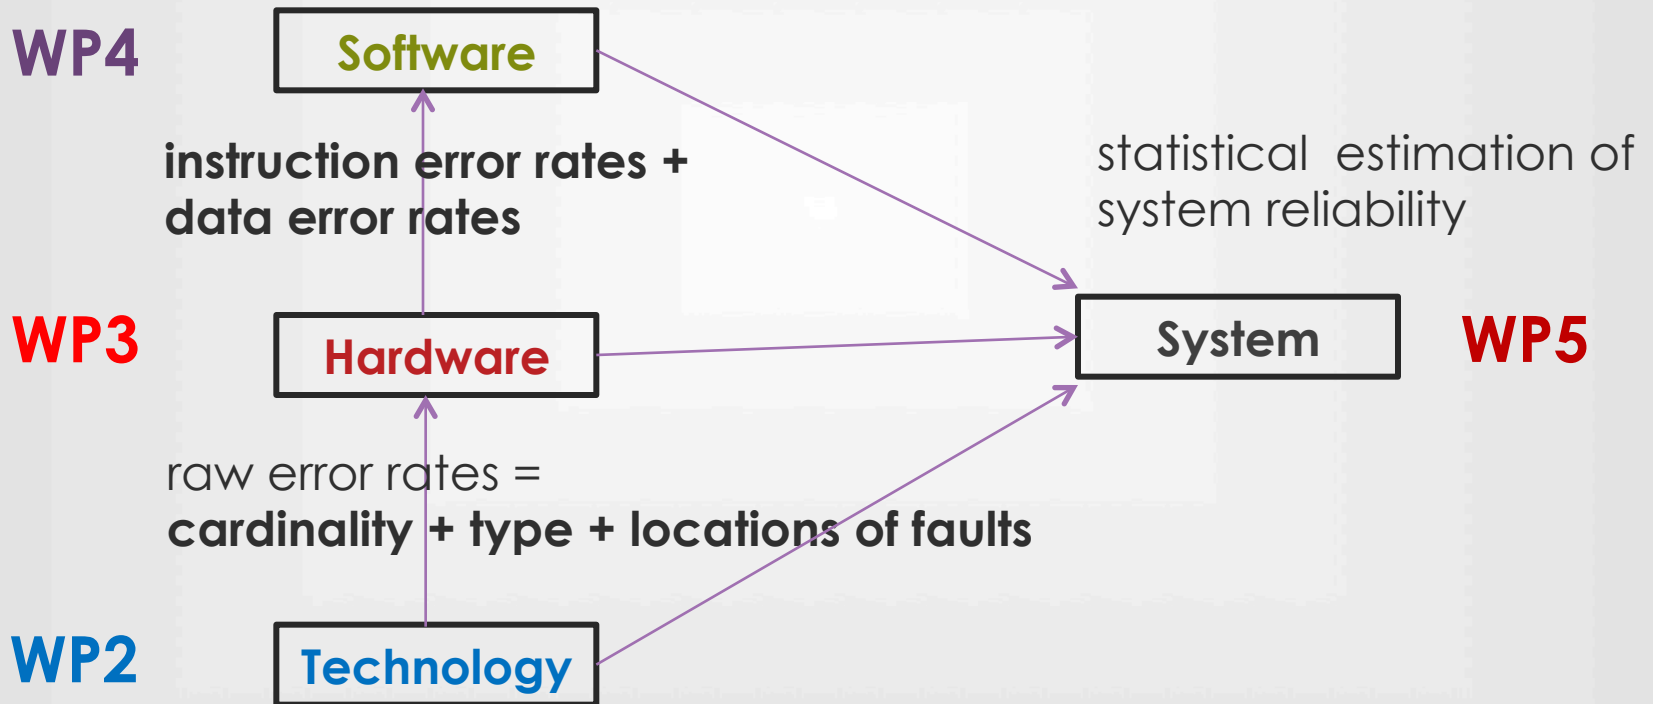 WP4
Software
instruction error rates +
data error rates
statistical estimation of
system reliability
WP3
Hardware
System
WP5
raw error rates =
cardinality + type + locations of faults
WP2
Technology